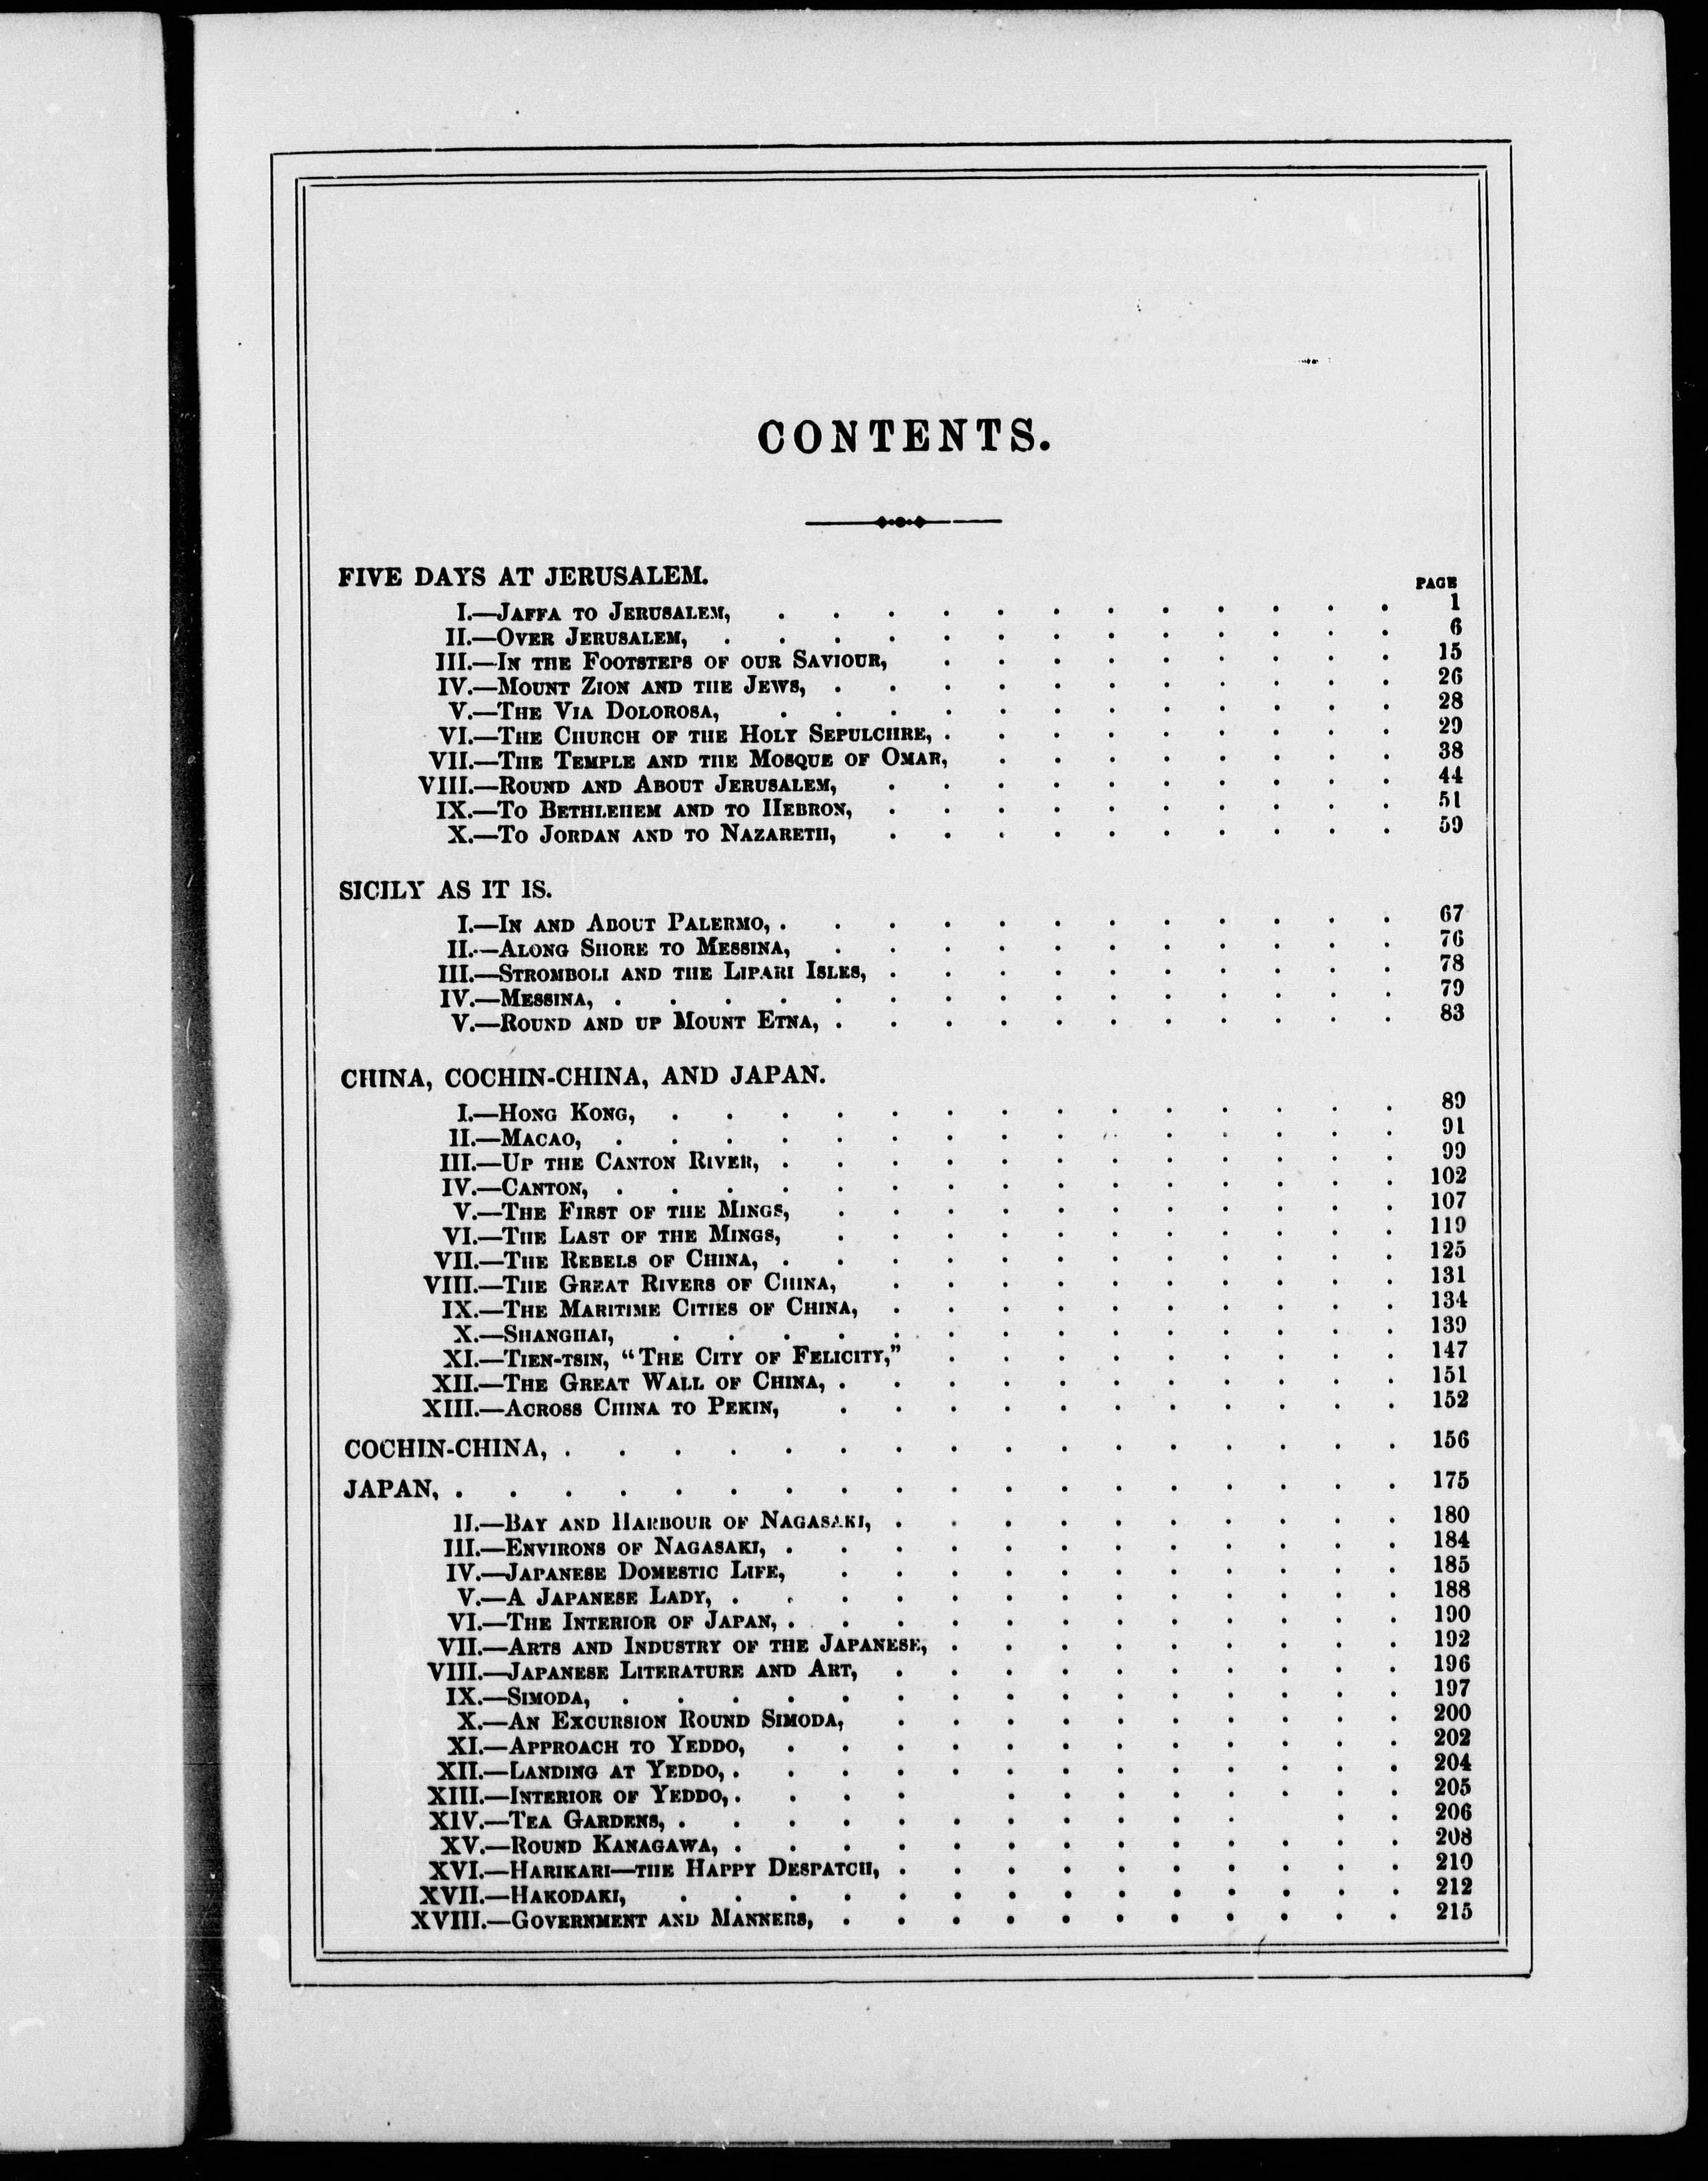 CONTENTS.
FIVE DAYS AT JERUSALEM.
PAGE
I.—JAFFA TO JERUSALEM, . . . . . . . . . . . . 1
II.—OVER JERUSALEM, . . . . . . . . . . . . . 6
III.—IN THE FOOTSTEPS OF OUR SAVIOUR, . . . . . . . . . 15
IV.—MOUNT ZION AND THE JEWS, . . . . . . . . . . . 26
V.—THE VIA DOLOROSA, . . . . . . . . . . . . 28
VI.—THE CHURCH OF THE HOLY SEPULCHRE, . . . . . . . . . 29
VII.—THE TEMPLE AND THE MOSQUE OF OMAR, . . . . . . . . 38
VIII.—ROUND AND ABOUT JERUSALEM, . . . . . . . . . . 44
IX.—TO BETHLEHEM AND TO HEBRON, . . . . . . . . . . 51
X.—TO JORDAN AND TO NAZARETH, . . . . . . . . . . 59
SICILY AS IT IS.
I.—IN AND ABOUT PALERMO, . . . . . . . . . . . . 67
II.—ALONG SHORE TO MESSINA, . . . . . . . . . . . 76
III.—STROMBOLI AND THE LIPARI ISLES, . . . . . . . . . . 78
IV.—MESSINA, . . . . . . . . . . . . . . . 79
V.—ROUND AND UP MOUNT ETNA, . . . . . . . . . . . 83
CHINA, COCHIN-CHINA, AND JAPAN.
I.—HONG KONG, . . . . . . . . . . . . . . 89
II.—MACAO, . . . . . . . . . . . . . . . 91
III.—UP THE CANTON RIVER, . . . . . . . . . . . . 99
IV.—CANTON, . . . . . . . . . . . . . . . 102
V.—THE FIRST OF THE MINGS, . . . . . . . . . . . 107
VI.—THE LAST OF THE MINGS, . . . . . . . . . . . 119
VII.—THE REBELS OF CHINA, . . . . . . . . . . . . 125
VIII.—THE GREAT RIVERS OF CHINA, . . . . . . . . . . 131
IX.—THE MARITIME CITIES OF CHINA, . . . . . . . . . . 134
X.—SHANGHAI, . . . . . . . . . . . . . . 139
XI.—TIEN-TSIN, "THE CITY OF FELICITY," . . . . . . . . . 147
XII.—THE GREAT WALL OF CHINA, . . . . . . . . . . . 151
XIII.—ACROSS CHINA TO PEKIN, . . . . . . . . . . . 152
COCHIN-CHINA, . . . . . . . . . . . . . . . . 156
JAPAN, . . . . . . . . . . . . . . . . . . 175
II.—BAY AND HARBOUR OF NAGASAKI, . . . . . . . . . . 180
III.—ENVIRONS OF NAGASAKI, . . . . . . . . . . . . 184
IV.—JAPANESE DOMESTIC LIFE, . . . . . . . . . . . 185
V.—A JAPANESE LADY, . . . . . . . . . . . . . 188
VI.—THE INTERIOR OF JAPAN, . . . . . . . . . . . . 190
VII.—ARTS AND INDUSTRY OF THE JAPANESE, . . . . . . . . . 192
VIII.—JAPANESE LITERATURE AND ART, . . . . . . . . . . 196
IX.—SIMODA, . . . . . . . . . . . . . . . 197
X.—AN EXCURSION ROUND SIMODA, . . . . . . . . . . 200
XI.—APPROACH TO YEDDO, . . . . . . . . . . . . 202
XII.—LANDING AT YEDDO, . . . . . . . . . . . . . 204
XIII.—INTERIOR OF YEDDO, . . . . . . . . . . . . 205
XIV.—TEA GARDENS, . . . . . . . . . . . . . 206
XV.—ROUND KANAGAWA, . . . . . . . . . . . . . 208
XVI.—HARIKARI—THE HAPPY DESPATCH, . . . . . . . . . . 210
XVII.—HAKODAKI, . . . . . . . . . . . . . . 212
XVIII.—GOVERNMENT AND MANNERS, . . . . . . . . . . . 215